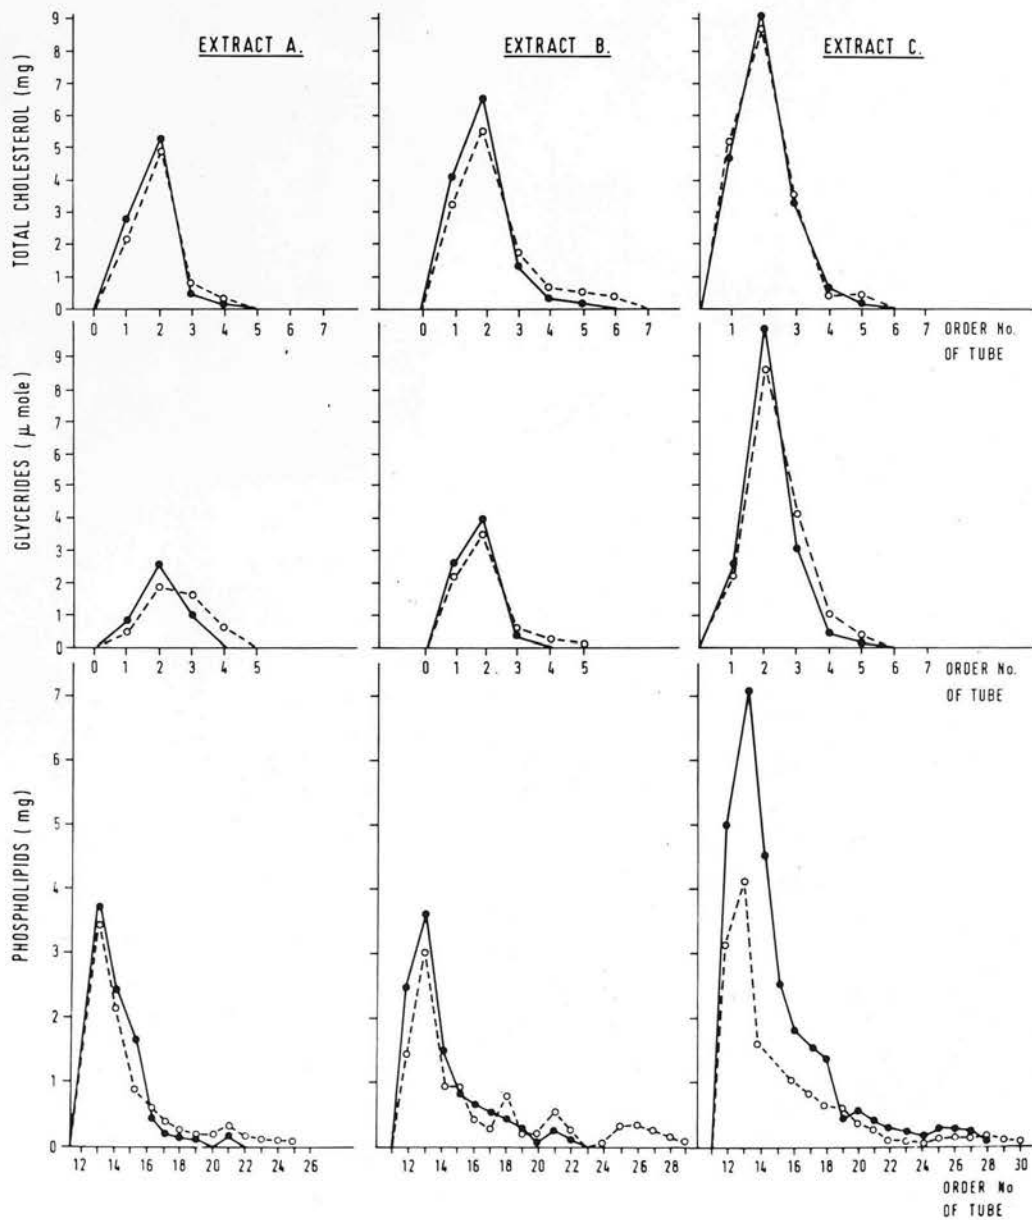 EXTRACT A.
EXTRACT B.
EXTRACT C.
TOTAL CHOLESTEROL (mg)
9
8
7
6
5
4
3
2
1
0
0 1 2 3 4 5 6 7
0 1 2 3 4 5 6 7
1 2 3 4 5 6 7
ORDER No.
OF TUBE
GLYCERIDES (μ mole)
9
8
7
6
5
4
3
2
1
0
0 1 2 3 4 5
0 1 2 3 4 5
1 2 3 4 5 6 7
ORDER No.
OF TUBE
PHOSPHOLIPIDS (mg)
7
6
5
4
3
2
1
0
12 14 16 18 20 22 24 26
12 14 16 18 20 22 24 26 28
12 14 16 18 20 22 24 26 28 30
ORDER No
OF TUBE